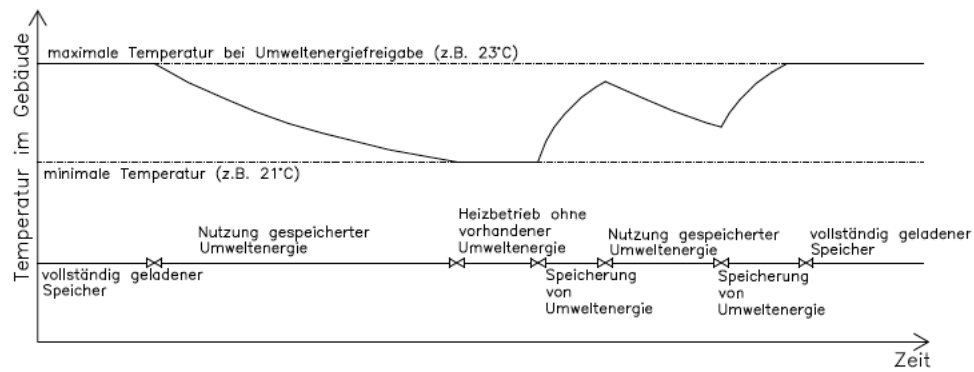 Temperatur im Gebäude
maximale Temperatur bei Umweltenergiefreigabe (z.B. 23°C)
minimale Temperatur (z.B. 21°C)
vollständig geladener
Speicher
Nutzung gespeicherter
Umweltenergie
Heizbetrieb ohne
vorhandener
Umweltenergie
Speicherung
von
Umweltenergie
Nutzung gespeicherter
Umweltenergie
Speicherung
von
Umweltenergie
vollständig geladener
Speicher
Zeit